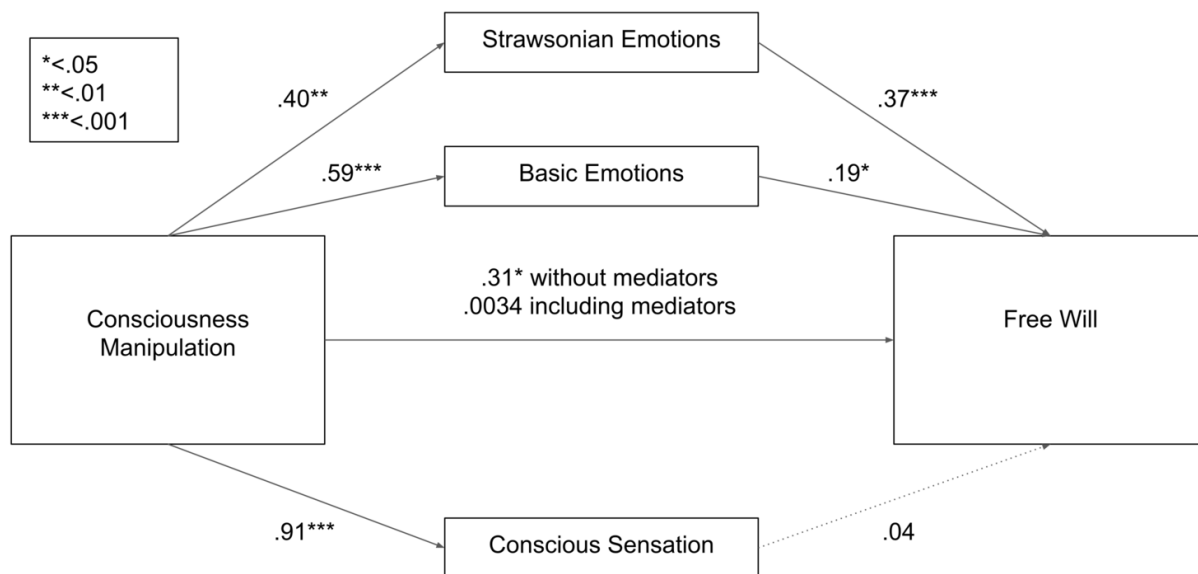 Strawsonian Emotions
*<.05
**<.01
***<.001
.40**
.37***
.59***
Basic Emotions
.19*
.31* without mediators
.0034 including mediators
Consciousness
Manipulation
Free Will
.91***
Conscious Sensation
.04